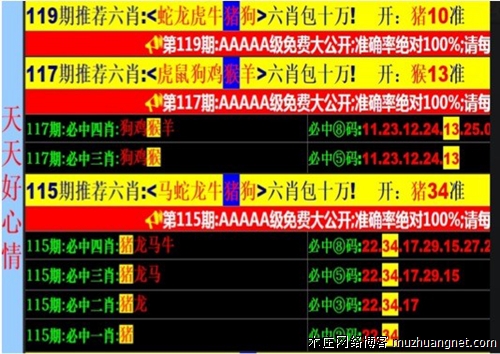 119期推荐六肖:<蛇龙虎牛猪狗>六肖包十万! 开：猪10准
第119期:AAAAA级免费大公开;准确率绝对100%;请每
117期推荐六肖:<虎鼠狗鸡猴羊>六肖包十万! 开：猴13准
第117期:AAAAA级免费大公开;准确率绝对100%;请每
117期:必中四肖:狗鸡猴羊 必中⑧码:11.23.12.24.13.25.0
117期:必中三肖:狗鸡猴 必中⑤码:11.23.12.24.13
115期推荐六肖:<马蛇龙牛猪狗>六肖包十万! 开：猪34准
第115期:AAAAA级免费大公开;准确率绝对100%;请每
115期:必中四肖:猪龙马牛 必中⑧码:22.34.17.29.15.27.2
115期:必中三肖:猪龙马 必中⑤码:22.34.17.29.15
115期:必中二肖:猪龙 必中③码:22.34.17
115期:必中一肖:猪 必中②码:22.34
天天好心情
木庄网络博客 muzhuangnet.com